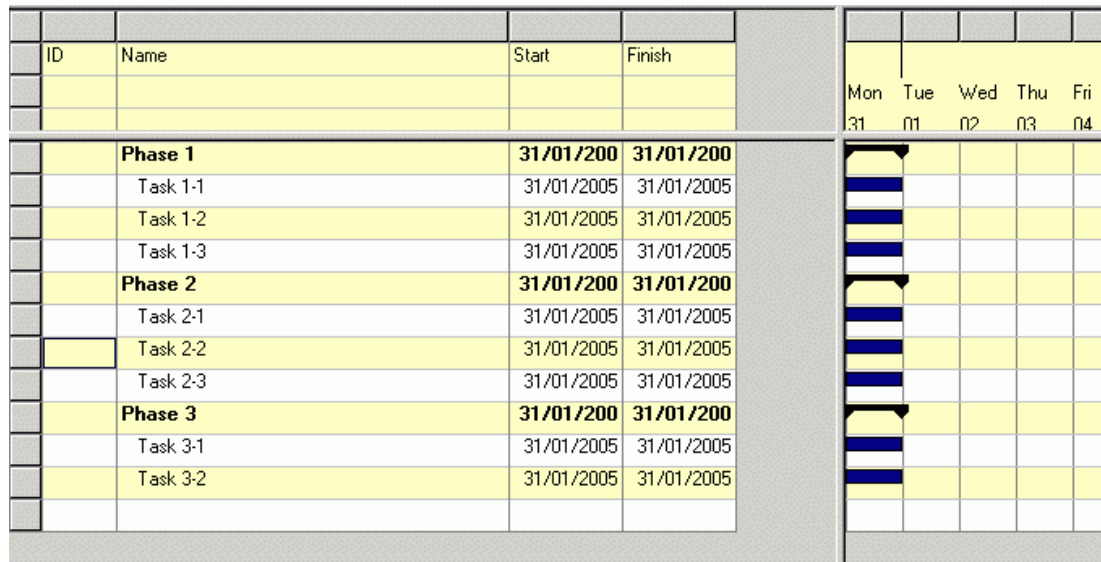 ID Name Start Finish
Mon Tue Wed Thu Fri
31 01 02 03 04
Phase 1 31/01/200 31/01/200
Task 1-1 31/01/2005 31/01/2005
Task 1-2 31/01/2005 31/01/2005
Task 1-3 31/01/2005 31/01/2005
Phase 2 31/01/200 31/01/200
Task 2-1 31/01/2005 31/01/2005
Task 2-2 31/01/2005 31/01/2005
Task 2-3 31/01/2005 31/01/2005
Phase 3 31/01/200 31/01/200
Task 3-1 31/01/2005 31/01/2005
Task 3-2 31/01/2005 31/01/2005